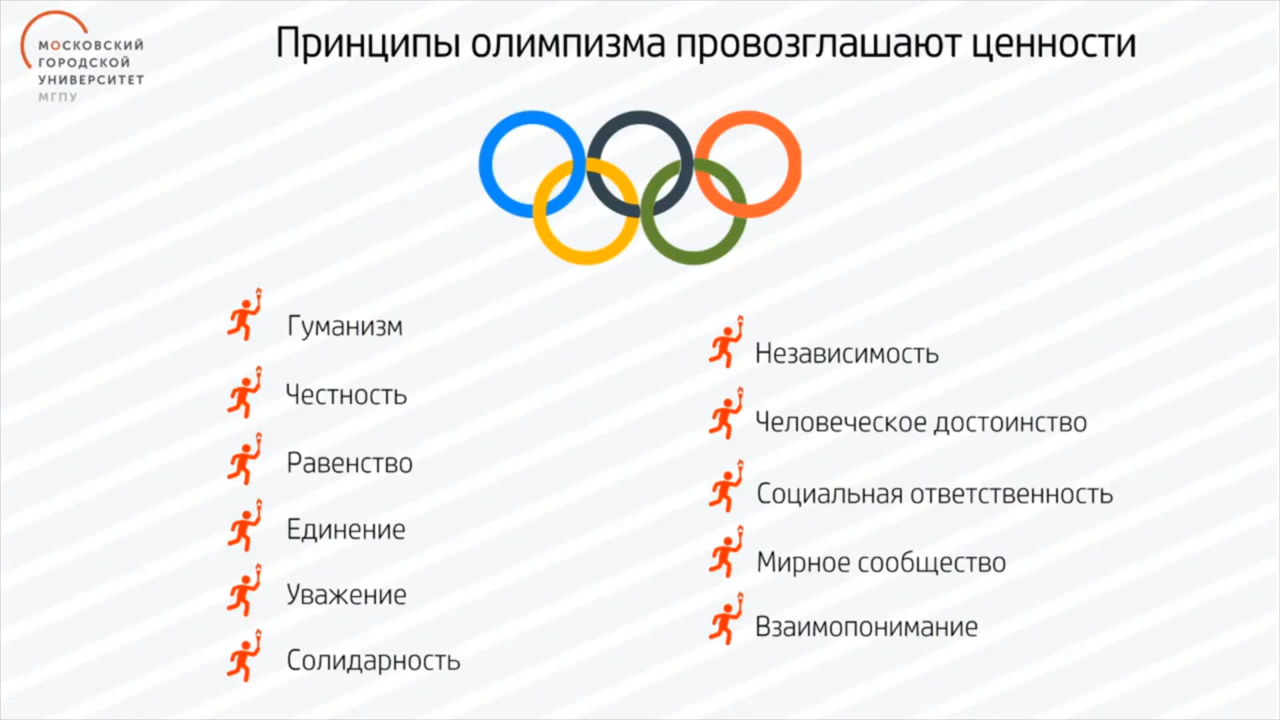 МОСКОВСКИЙ
ГОРОДСКОЙ
УНИВЕРСИТЕТ
МГПУ
Принципы олимпизма провозглашают ценности
Гуманизм
Честность
Равенство
Единение
Уважение
Солидарность
Независимость
Человеческое достоинство
Социальная ответственность
Мирное сообщество
Взаимопонимание